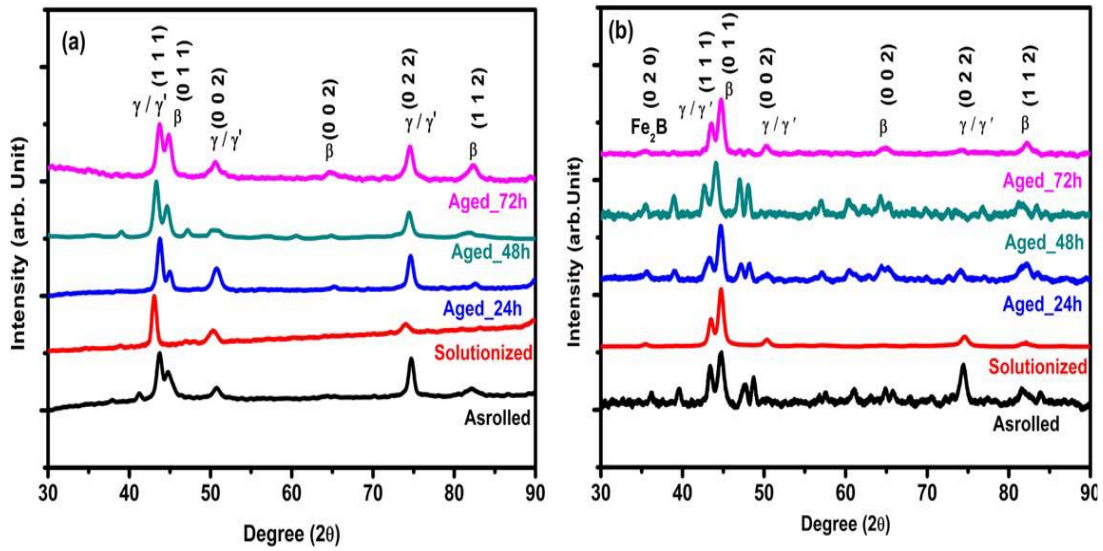 (a)
γ / γ'
(1 1 1)
β
(0 1 1)
(0 0 2)
γ / γ'
(0 0 2)
β
(0 2 2)
γ / γ'
(1 1 2)
β
Aged_72h
Aged_48h
Aged_24h
Solutionized
Asrolled
Intensity (arb. Unit)
30 40 50 60 70 80 90
Degree (2θ)
(b)
(0 2 0)
Fe₂B
γ / γ'
(1 1 1)
β
(0 1 1)
(0 0 2)
γ / γ'
(0 0 2)
β
(0 2 2)
γ / γ'
(1 1 2)
β
Aged_72h
Aged_48h
Aged_24h
Solutionized
Asrolled
Intensity (arb.Unit)
30 40 50 60 70 80 90
Degree (2θ)